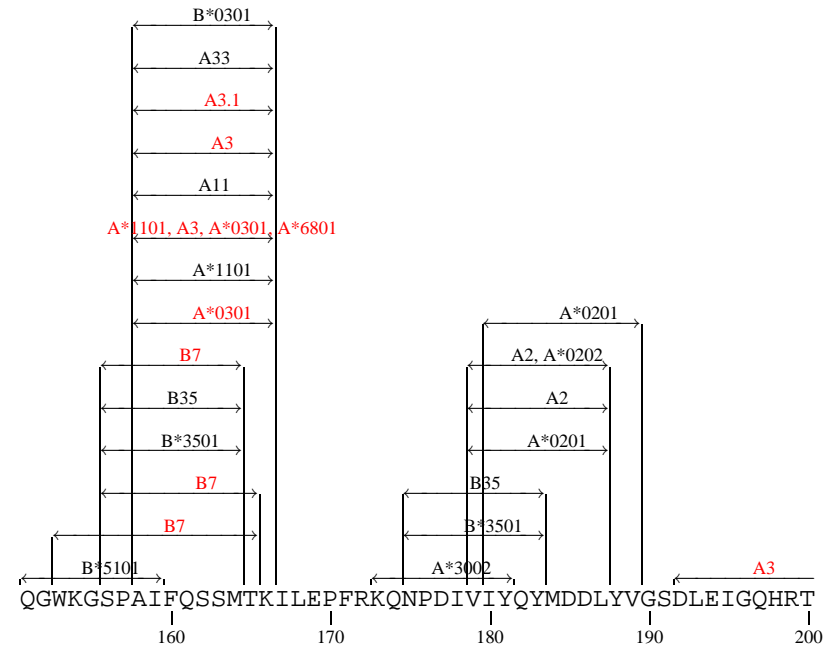 B*0301
A33
A3.1
A3
A11
A*1101, A3, A*0301, A*6801
A*1101
A*0301 A*0201
B7 A2, A*0202
B35 A2
B*3501 A*0201
B7 B35
B7 B*3501
B*5101 A*3002 A3
QGWKGSPAIFQSSMTKILEPFRKQNPDIVIYQYMDDLYVGSDLEIGQHRT
160 170 180 190 200